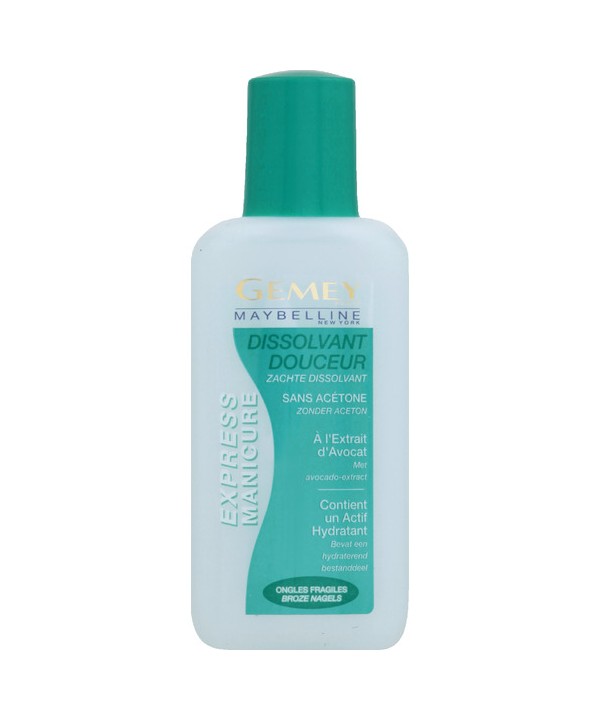 GEMEY
MAYBELLINE
NEW YORK
DISSOLVANT
DOUCEUR
ZACHTE DISSOLVANT
SANS ACÉTONE
ZONDER ACETON
EXPRESS
MANICURE
À l'Extrait
d'Avocat
Met
avocado-extract
Contient
un Actif
Hydratant
Bevat een
hydraterend
bestanddeel
ONGLES FRAGILES
BROZE NAGELS